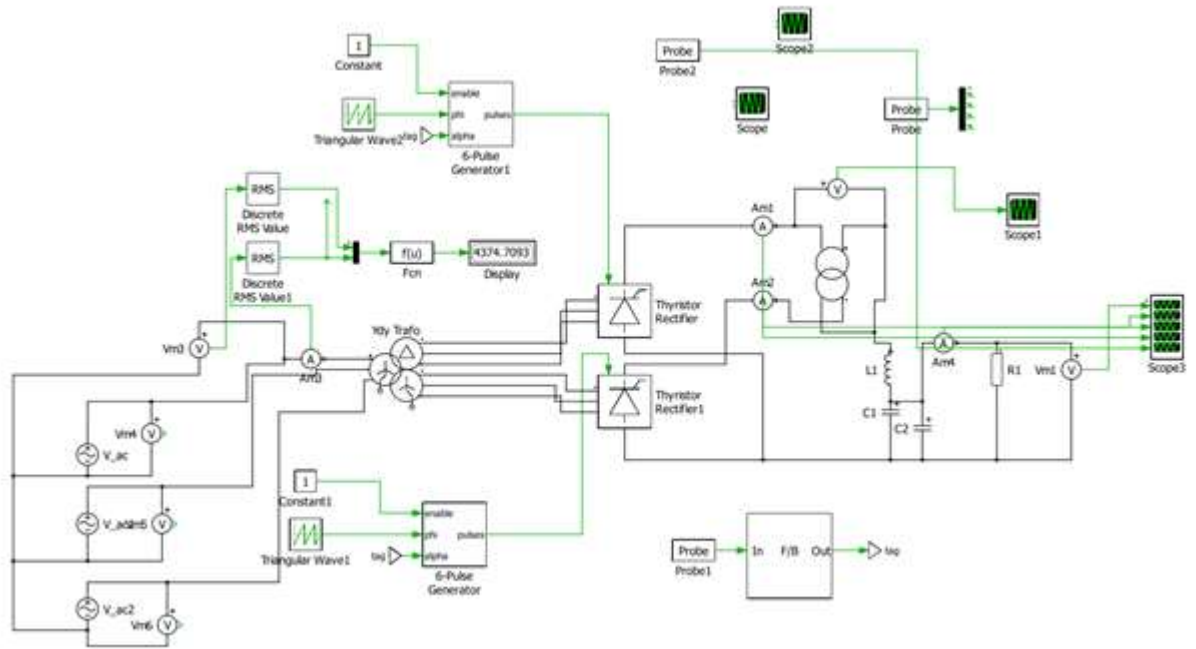 Scope2
1
Constant
Probe
Probe2
enable
phi
alpha
pulses
Triangular Wave2
6-Pulse
Generator1
Scope
Probe
Probe
V
Scope1
RMS
Discrete
RMS Value
RMS
Discrete
RMS Value1
f(u)
Fcn
4374.7093
Display
Am1
A
Am2
A
Thyristor
Rectifier
Ydy Trafo
Vm3
V
A
Am3
Thyristor
Rectifier1
L1
C1
C2
A
Am4
R1
Vm1
V
Scope3
Vm4
V
V_ac
1
Constant1
V
enable
phi
alpha
pulses
tag
Triangular Wave1
6-Pulse
Generator
Probe
Probe1
In F/B Out
tag
V_ac2
Vm6
V